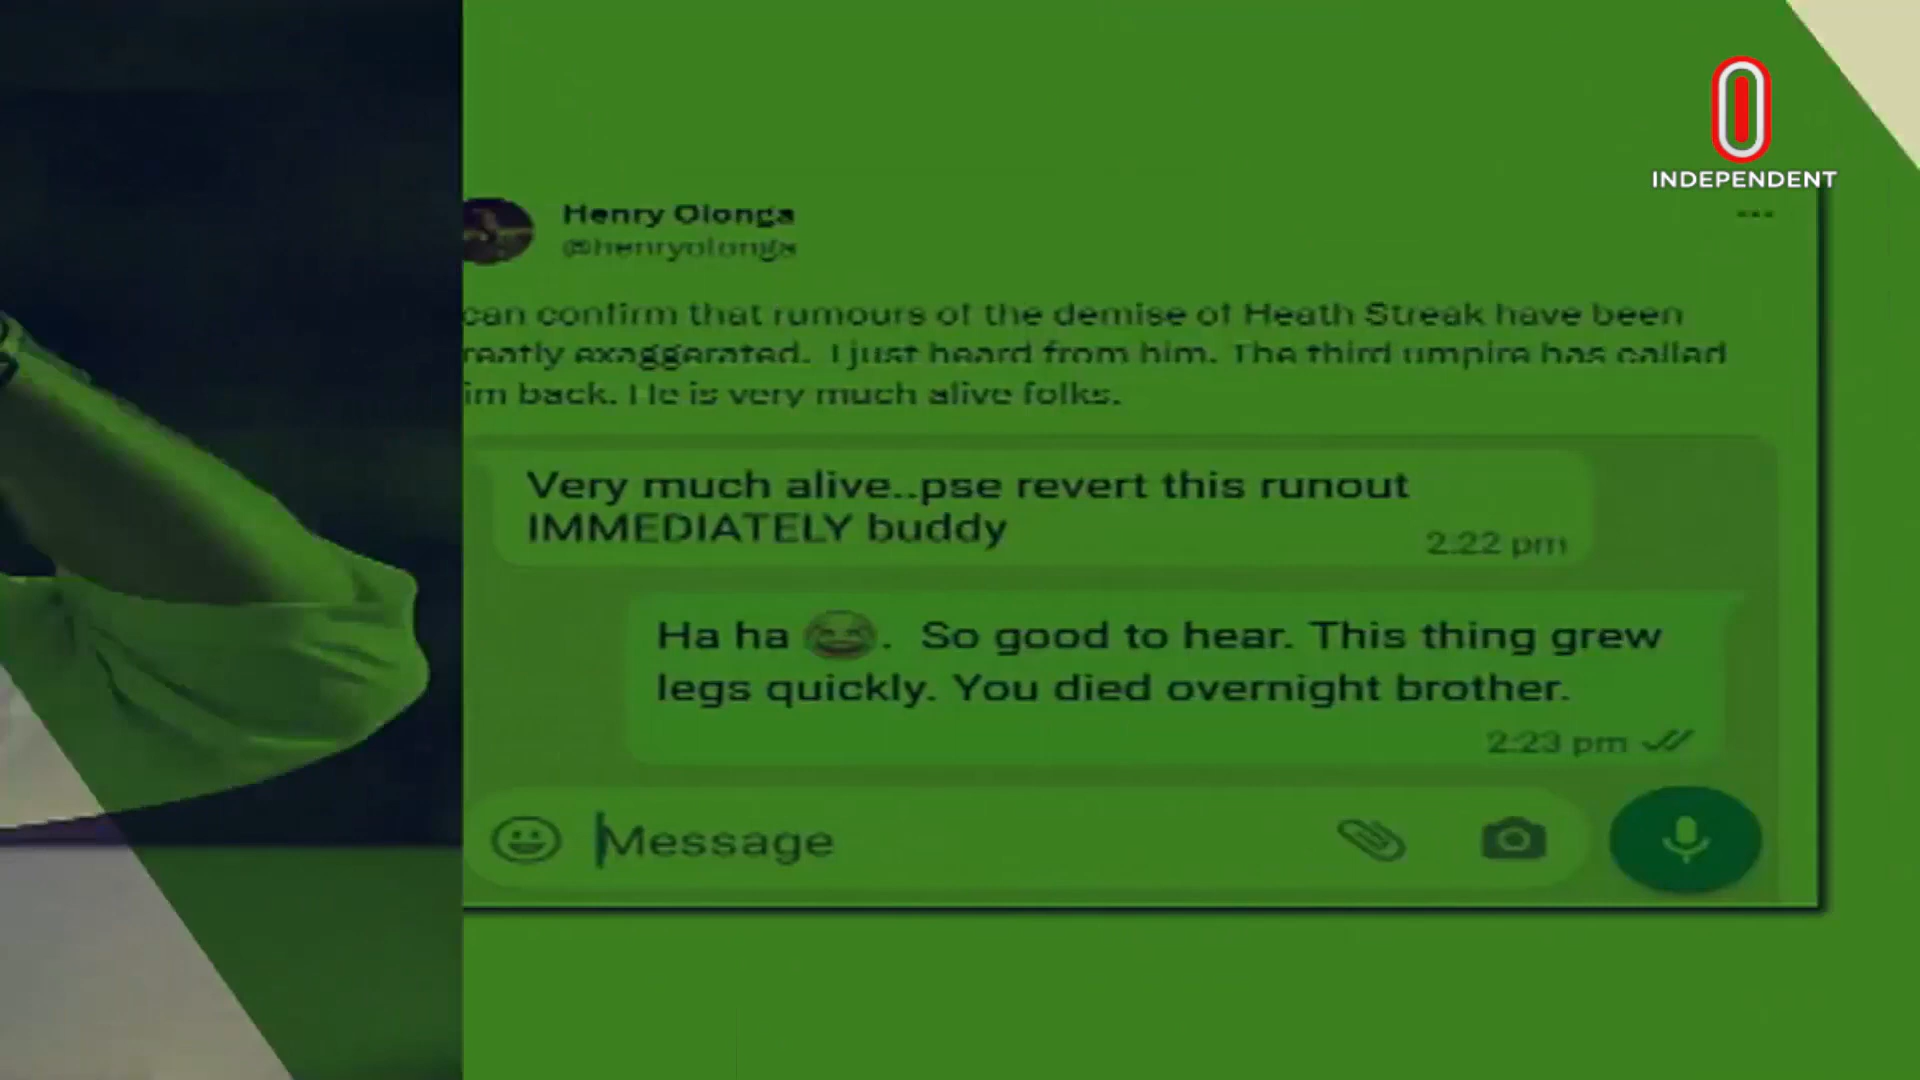 INDEPENDENT
Henry Olonga
@henryolonga
can confirm that rumours of the demise of Heath Streak have been
reatly exaggerated. I just heard from him. The third umpire has called
im back. He is very much alive folks.
Very much alive..pse revert this runout
IMMEDIATELY buddy
2:22 pm
Ha ha 😂. So good to hear. This thing grew
legs quickly. You died overnight brother.
2:23 pm
Message